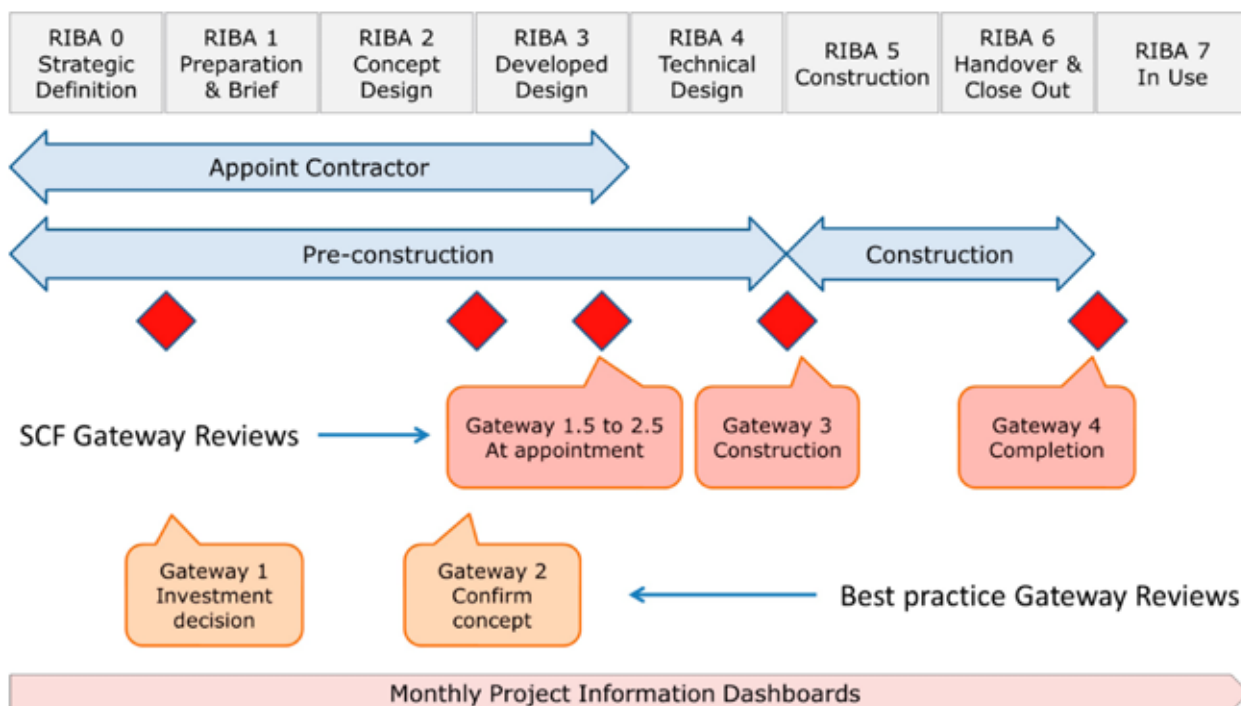 RIBA 0
Strategic
Definition
RIBA 1
Preparation
& Brief
RIBA 2
Concept
Design
RIBA 3
Developed
Design
RIBA 4
Technical
Design
RIBA 5
Construction
RIBA 6
Handover &
Close Out
RIBA 7
In Use
Appoint Contractor
Pre-construction
Construction
SCF Gateway Reviews
Gateway 1.5 to 2.5
At appointment
Gateway 3
Construction
Gateway 4
Completion
Gateway 1
Investment
decision
Gateway 2
Confirm
concept
Best practice Gateway Reviews
Monthly Project Information Dashboards